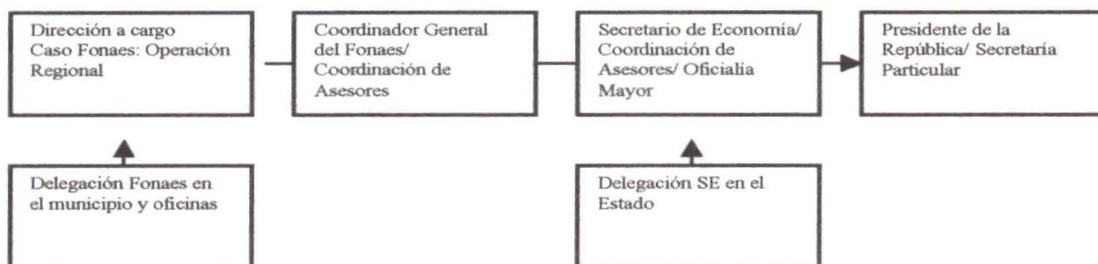 Dirección a cargo
Caso Fonaes: Operación
Regional
Coordinador General
del Fonaes/
Coordinación de
Asesores
Secretario de Economía/
Coordinación de
Asesores/ Oficialía
Mayor
Presidente de la
República/ Secretaría
Particular
Delegación Fonaes en
el municipio y oficinas
Delegación SE en el
Estado